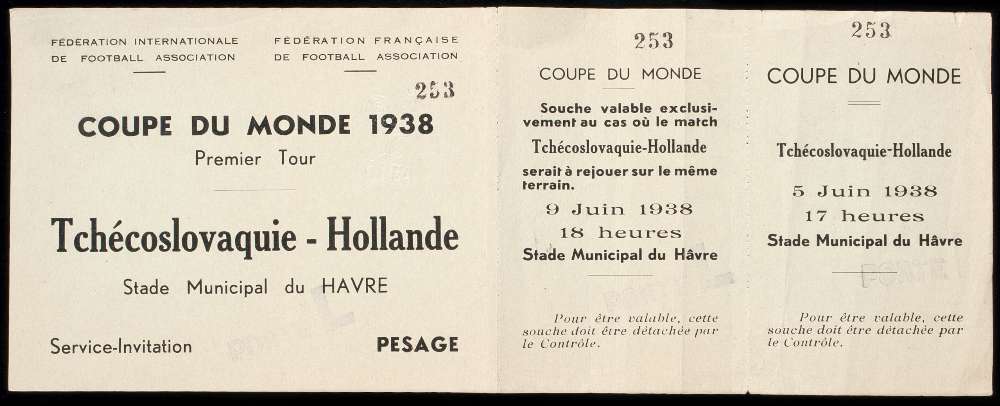 FÉDERATION INTERNATIONALE
DE FOOTBALL ASSOCIATION
FÉDÉRATION FRANÇAISE
DE FOOTBALL ASSOCIATION
253
COUPE DU MONDE 1938
Premier Tour
Tchécoslovaquie - Hollande
Stade Municipal du HAVRE
Service-Invitation
PESAGE
253
COUPE DU MONDE
Souche valable exclusi-
vement au cas où le match
Tchécoslovaquie-Hollande
serait à rejouer sur le même
terrain.
9 Juin 1938
18 heures
Stade Municipal du Hâvre
Pour être valable, cette
souche doit être détachée par
le Contrôle.
253
COUPE DU MONDE
Tchécoslovaquie-Hollande
5 Juin 1938
17 heures
Stade Municipal du Hâvre
Pour être valable, cette
souche doit être détachée par
le Contrôle.